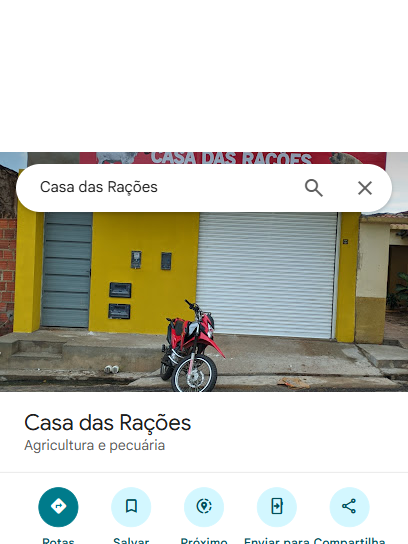 CASA DAS RAÇÕES
Casa das Rações
Casa das Rações
Agricultura e pecuária
Rotas Salvar Próximo Enviar para Compartilha